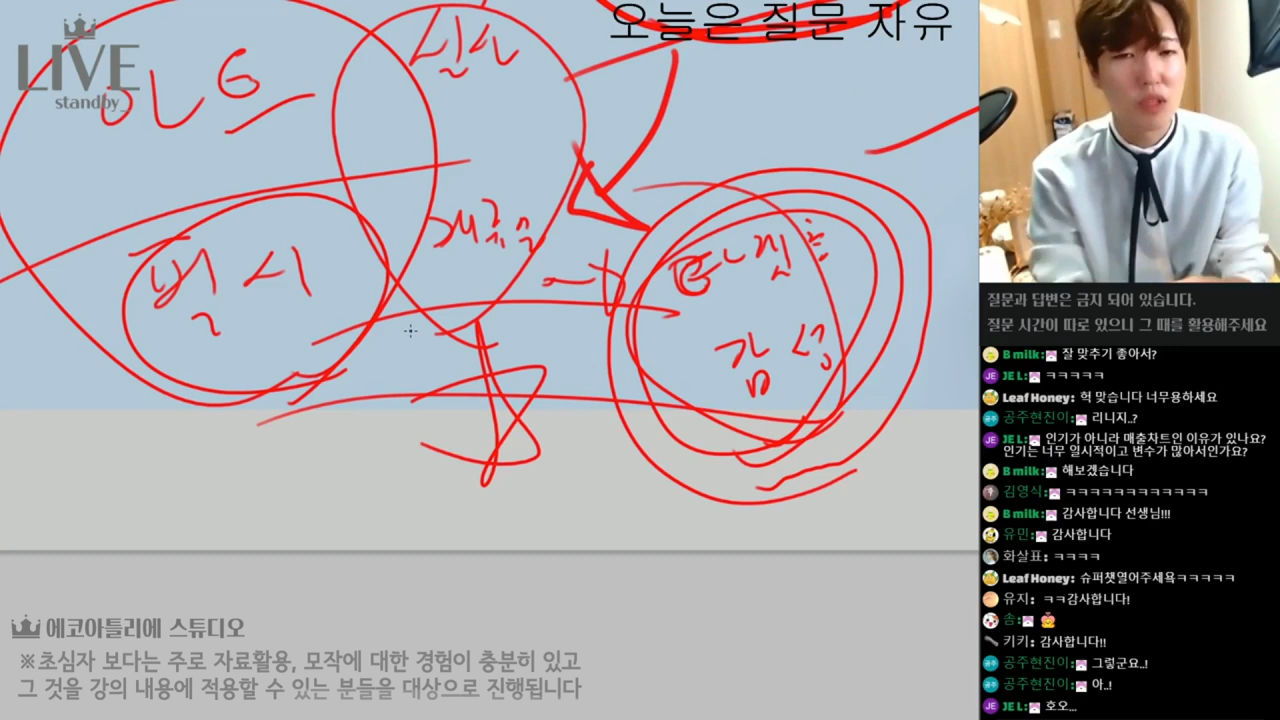 오늘은 질문 자유
LIVE
standby_
신사
캐쥬얼
벌 시
감 성
질문과 답변은 금지 되어 있습니다.
질문 시간이 따로 있으니 그 때를 활용해주세요
B milk: 잘 맞추기 좋아서?
JE L: ㅋㅋㅋㅋㅋ
Leaf Honey: 헉 맞습니다 너무용하세요
공주현진이: 리니지..?
JE L: 인기가 아니라 매출차트인 이유가 있나요?
인기는 너무 일시적이고 변수가 많아서인가요?
B milk: 해보겠습니다
김영식: ㅋㅋㅋㅋㅋㅋㅋㅋㅋㅋㅋㅋ
B milk: 감사합니다 선생님!!!
유민: 감사합니다
화살표: ㅋㅋㅋㅋ
Leaf Honey: 슈퍼챗열어주세욬ㅋㅋㅋㅋㅋ
유지: ㅋㅋ감사합니다!
솜:
키키: 감사합니다!!
공주현진이: 그렇군요..!
공주현진이: 아..!
JE L: 호오...
에코아틀리에 스튜디오
※초심자 보다는 주로 자료활용, 모작에 대한 경험이 충분히 있고
그 것을 강의 내용에 적용할 수 있는 분들을 대상으로 진행됩니다